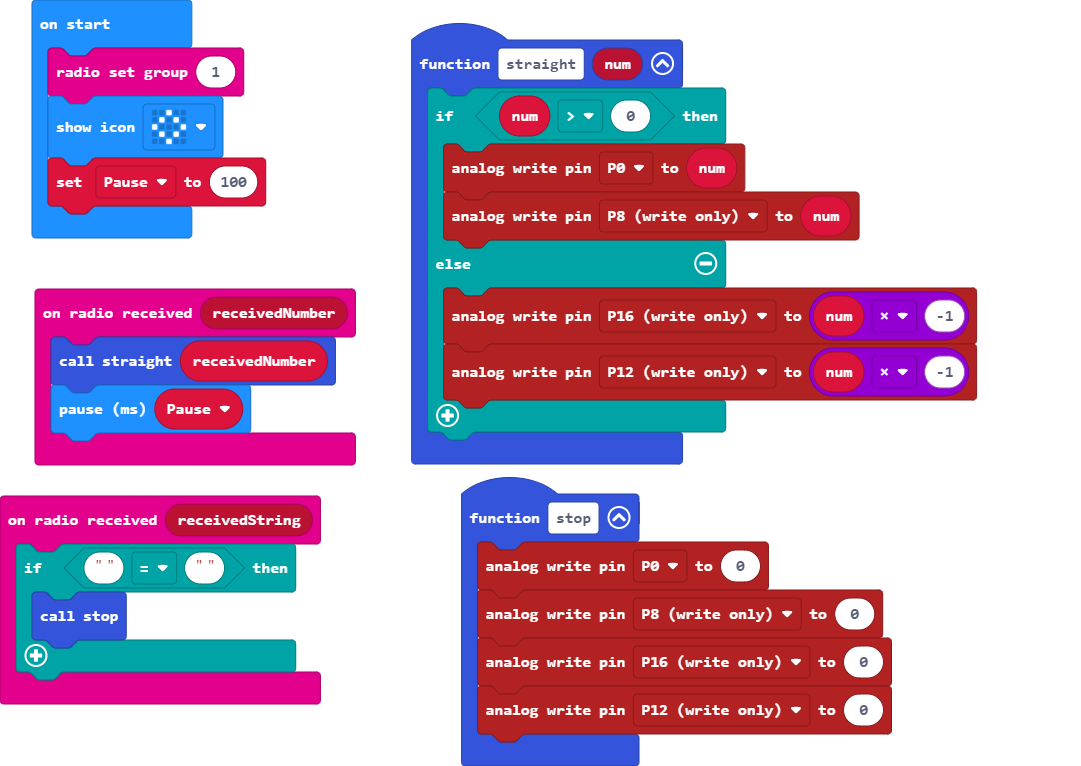 on start
radio set group 1
show icon
set Pause to 100
on radio received receivedNumber
call straight receivedNumber
pause (ms) Pause
on radio received receivedString
if " " = " " then
call stop
function straight num
if num > 0 then
analog write pin P0 to num
analog write pin P8 (write only) to num
else
analog write pin P16 (write only) to num × -1
analog write pin P12 (write only) to num × -1
function stop
analog write pin P0 to 0
analog write pin P8 (write only) to 0
analog write pin P16 (write only) to 0
analog write pin P12 (write only) to 0